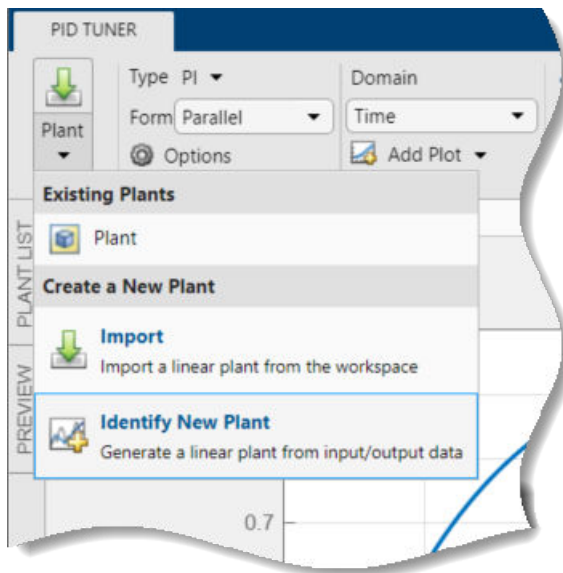 PID TUNER
Plant
Type PI
Form Parallel
Options
Domain
Time
Add Plot
Existing Plants
Plant
Create a New Plant
Import
Import a linear plant from the workspace
Identify New Plant
Generate a linear plant from input/output data
PLANT LIST
PREVIEW
0.7